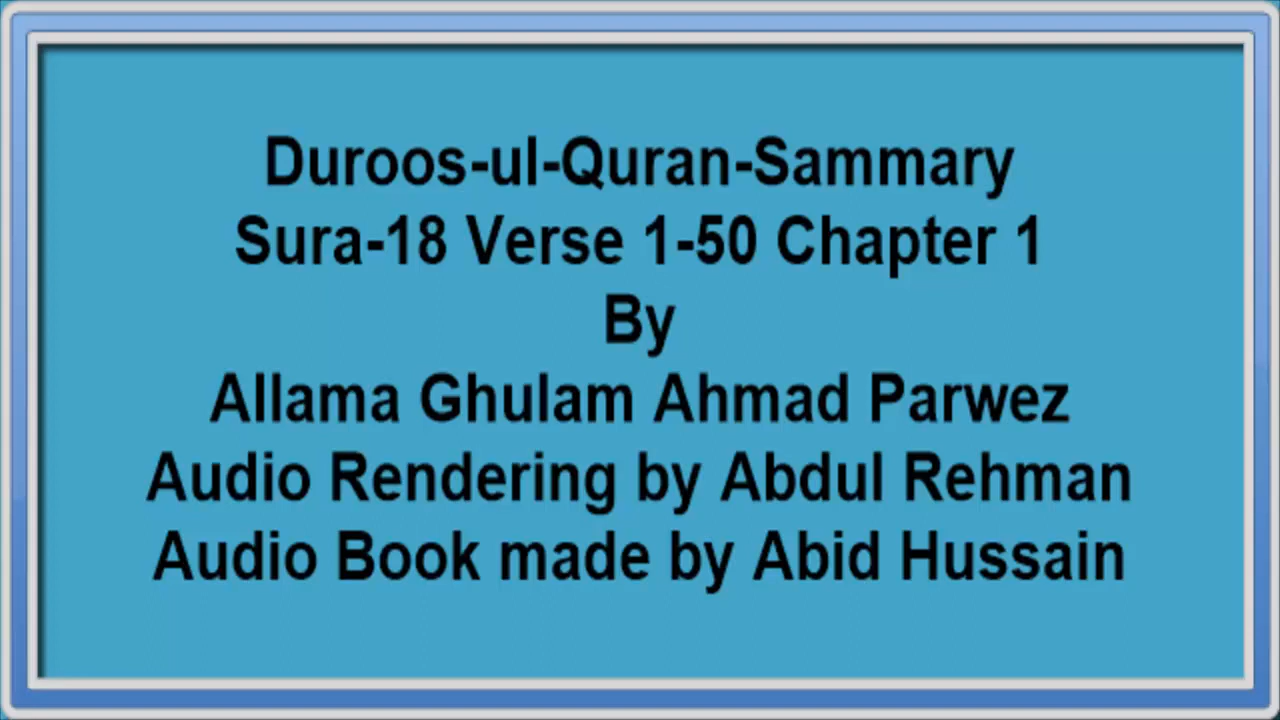 Duroos-ul-Quran-Sammary
Sura-18 Verse 1-50 Chapter 1
By
Allama Ghulam Ahmad Parwez
Audio Rendering by Abdul Rehman
Audio Book made by Abid Hussain